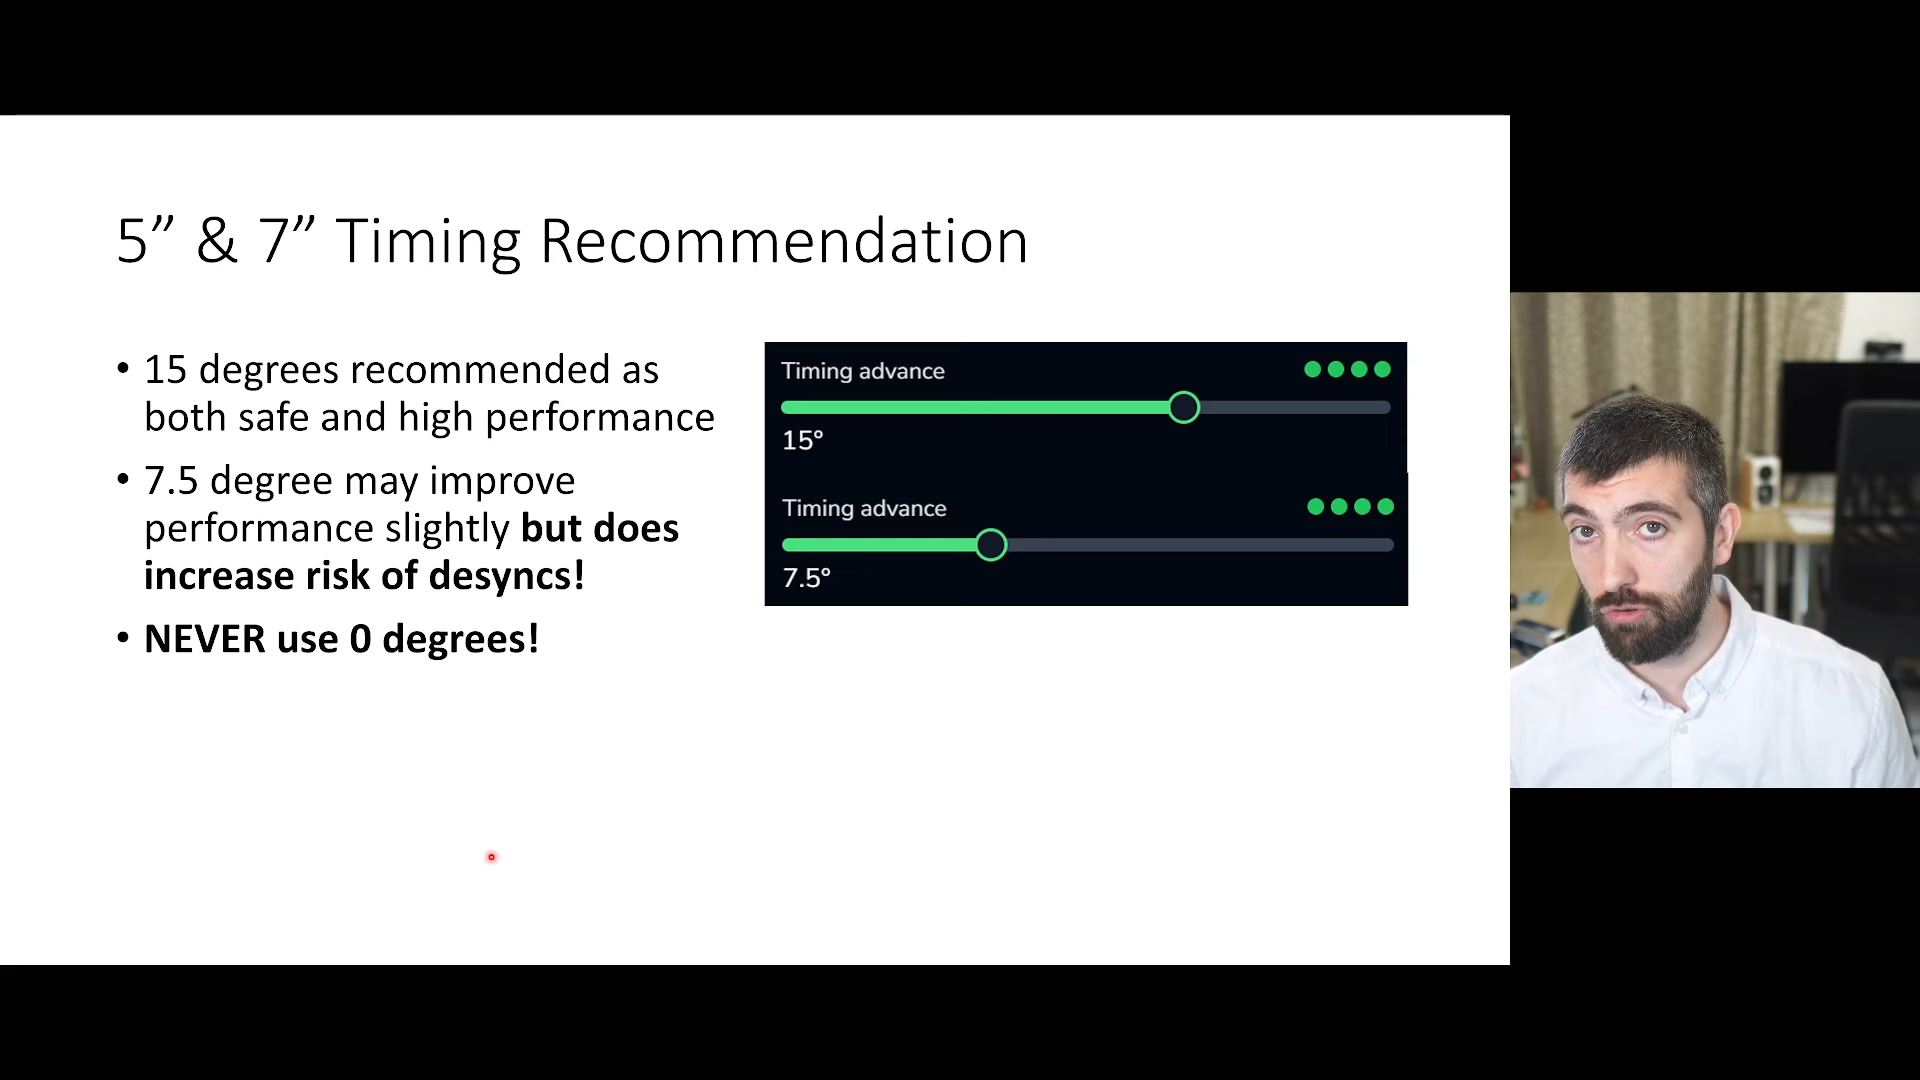 5” & 7” Timing Recommendation
• 15 degrees recommended as
both safe and high performance
• 7.5 degree may improve
performance slightly but does
increase risk of desyncs!
• NEVER use 0 degrees!
Timing advance
15°
Timing advance
7.5°